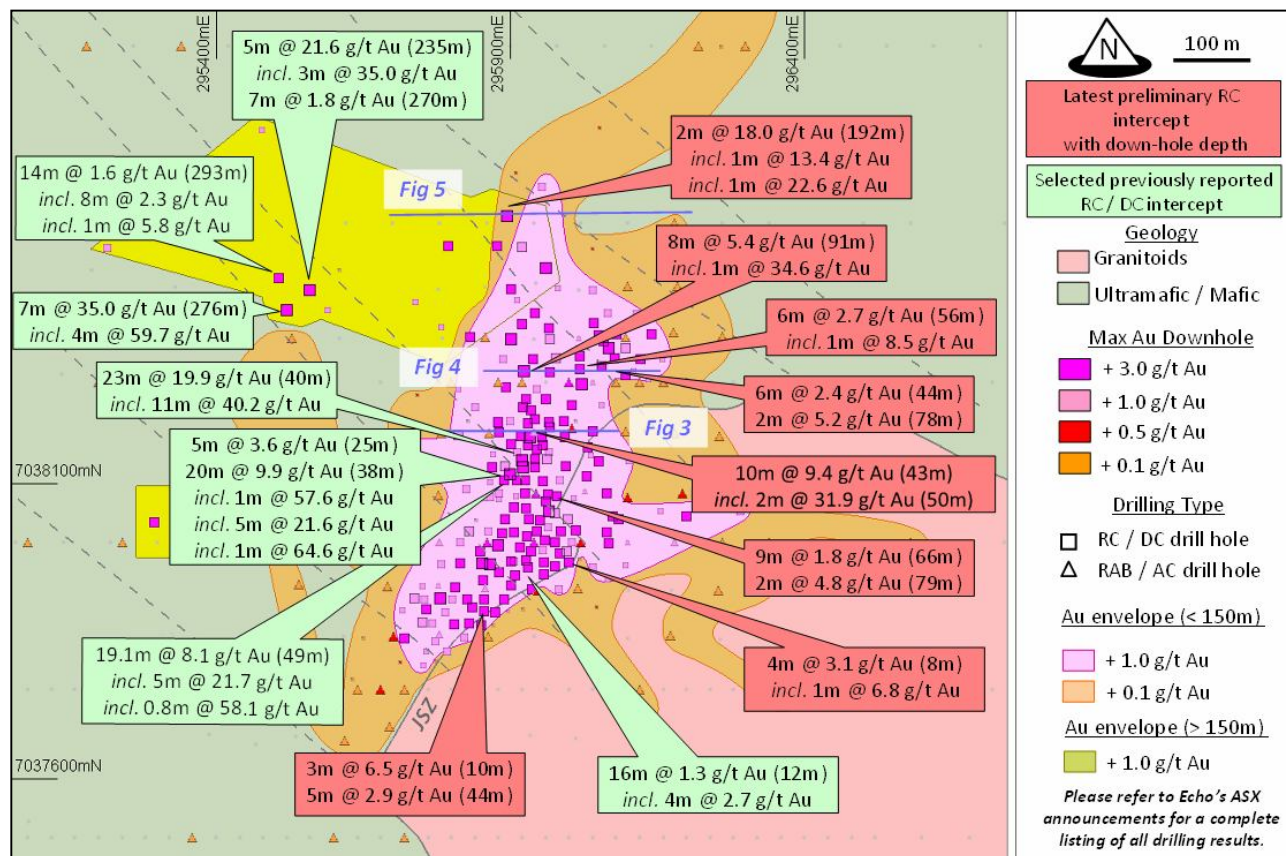 295400mE
295900mE
296400mE
5m @ 21.6 g/t Au (235m)
incl. 3m @ 35.0 g/t Au
7m @ 1.8 g/t Au (270m)
2m @ 18.0 g/t Au (192m)
incl. 1m @ 13.4 g/t Au
incl. 1m @ 22.6 g/t Au
14m @ 1.6 g/t Au (293m)
incl. 8m @ 2.3 g/t Au
incl. 1m @ 5.8 g/t Au
Fig 5
8m @ 5.4 g/t Au (91m)
incl. 1m @ 34.6 g/t Au
7m @ 35.0 g/t Au (276m)
incl. 4m @ 59.7 g/t Au
6m @ 2.7 g/t Au (56m)
incl. 1m @ 8.5 g/t Au
Fig 4
23m @ 19.9 g/t Au (40m)
incl. 11m @ 40.2 g/t Au
6m @ 2.4 g/t Au (44m)
2m @ 5.2 g/t Au (78m)
Fig 3
5m @ 3.6 g/t Au (25m)
20m @ 9.9 g/t Au (38m)
incl. 1m @ 57.6 g/t Au
incl. 5m @ 21.6 g/t Au
incl. 1m @ 64.6 g/t Au
7038100mN
10m @ 9.4 g/t Au (43m)
incl. 2m @ 31.9 g/t Au (50m)
9m @ 1.8 g/t Au (66m)
2m @ 4.8 g/t Au (79m)
19.1m @ 8.1 g/t Au (49m)
incl. 5m @ 21.7 g/t Au
incl. 0.8m @ 58.1 g/t Au
4m @ 3.1 g/t Au (8m)
incl. 1m @ 6.8 g/t Au
JSZ
7037600mN
3m @ 6.5 g/t Au (10m)
5m @ 2.9 g/t Au (44m)
16m @ 1.3 g/t Au (12m)
incl. 4m @ 2.7 g/t Au
N
100 m
Latest preliminary RC
intercept
with down-hole depth
Selected previously reported
RC / DC intercept
Geology
Granitoids
Ultramafic / Mafic
Max Au Downhole
+ 3.0 g/t Au
+ 1.0 g/t Au
+ 0.5 g/t Au
+ 0.1 g/t Au
Drilling Type
RC / DC drill hole
RAB / AC drill hole
Au envelope (< 150m)
+ 1.0 g/t Au
+ 0.1 g/t Au
Au envelope (> 150m)
+ 1.0 g/t Au
Please refer to Echo's ASX
announcements for a complete
listing of all drilling results.